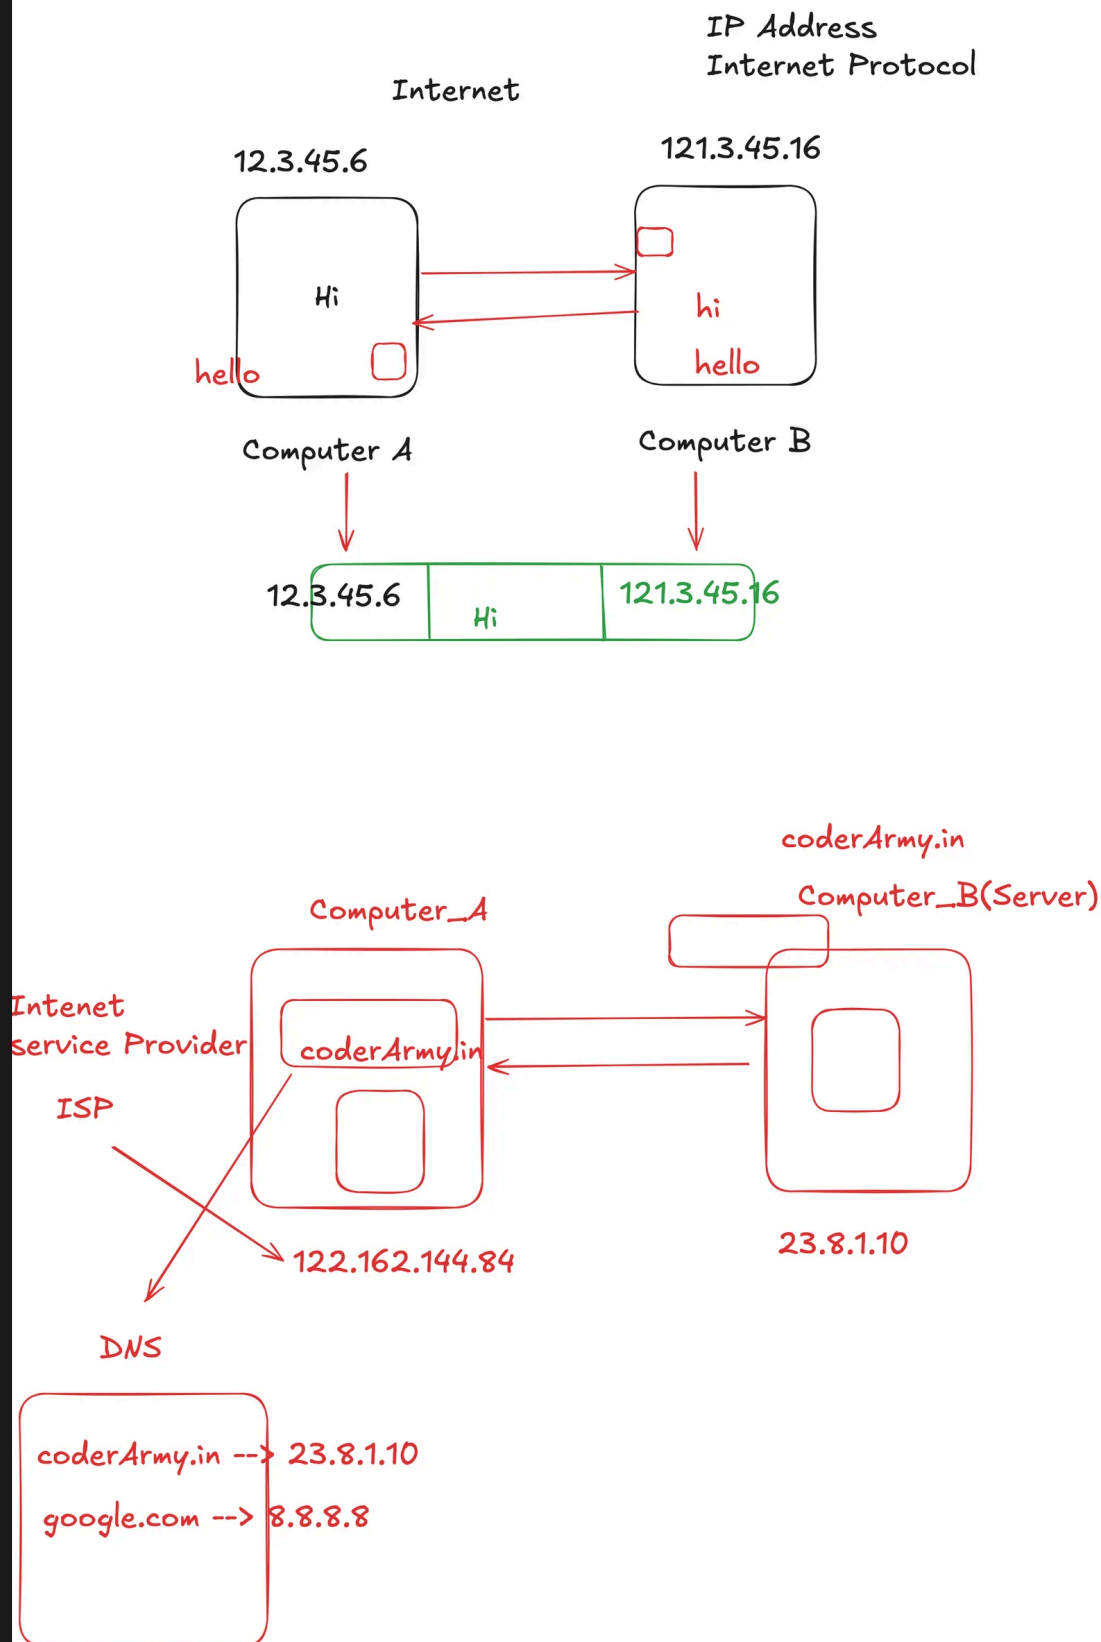 IP Address
Internet Protocol
Internet
12.3.45.6
121.3.45.16
Hi
hi
hello
hello
Computer A
Computer B
12.3.45.6
Hi
121.3.45.16
coderArmy.in
Computer_B(Server)
Computer_A
Intenet
service Provider
coderArmy.in
ISP
122.162.144.84
23.8.1.10
DNS
coderArmy.in --> 23.8.1.10
google.com --> 8.8.8.8